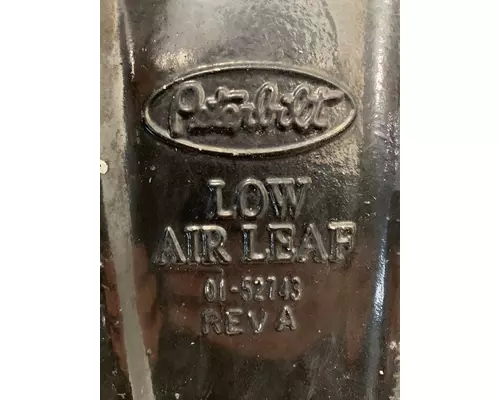 Peterbilt
LOW
AIR LEAF
01-52743
REV A